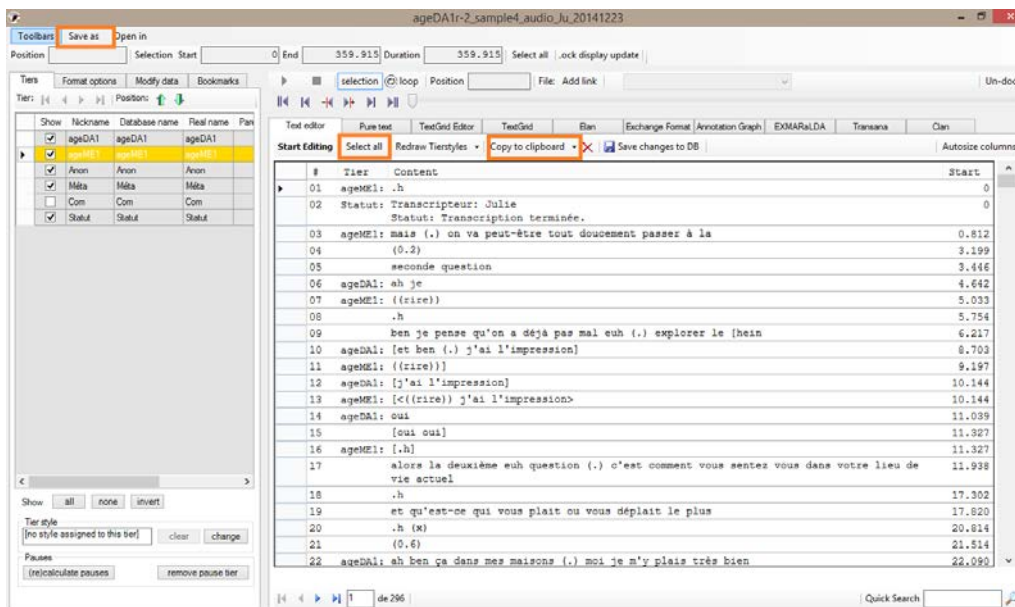 ageDA1r-2_sample4_audio_Ju_20141223
Toolbars Save as Open in
Position Selection Start 0 End 359.915 Duration 359.915 Select all .ock display update
Tiers Format options Modify data Bookmarks
Tier: Position:
Show Nickname Database name Real name Pare
ageDA1 ageDA1 ageDA1
ageME1 ageME1 ageME1
Anon Anon Anon
Méta Méta Méta
Com Com Com
Statut Statut Statut
Show all none invert
Tier style
[no style assigned to this tier] clear change
Pauses
(re)calculate pauses remove pause tier
selection loop Position File: Add link Un-doc
Text editor Pure text TextGrid Editor TextGrid Elan Exchange Format Annotation Graph EXMARaLDA Transana Clan
Start Editing Select all Redraw Tierstyles Copy to clipboard Save changes to DB Autosize columns
# Tier Content Start
01 ageME1: .h 0
02 Statut: Transcripteur: Julie 0
Statut: Transcription terminée.
03 ageME1: mais (.) on va peut-être tout doucement passer à la 0.812
04 (0.2) 3.199
05 seconde question 3.446
06 ageDA1: ah je 4.642
07 ageME1: ((rire)) 5.033
08 .h 5.754
09 ben je pense qu'on a déjà pas mal euh (.) explorer le [hein 6.217
10 ageDA1: [et ben (.) j'ai l'impression] 8.703
11 ageME1: ((rire))] 9.197
12 ageDA1: [j'ai l'impression] 10.144
13 ageME1: [<((rire)) j'ai l'impression> 10.144
14 ageDA1: oui 11.039
15 [oui oui] 11.327
16 ageME1: [.h] 11.327
17 alors la deuxième euh question (.) c'est comment vous sentez vous dans votre lieu de 11.938
vie actuel
18 .h 17.302
19 et qu'est-ce qui vous plait ou vous déplait le plus 17.820
20 .h (x) 20.814
21 (0.6) 21.514
22 ageDA1: ah ben ça dans mes maisons (.) moi je m'y plais très bien 22.090
1 de 296 Quick Search